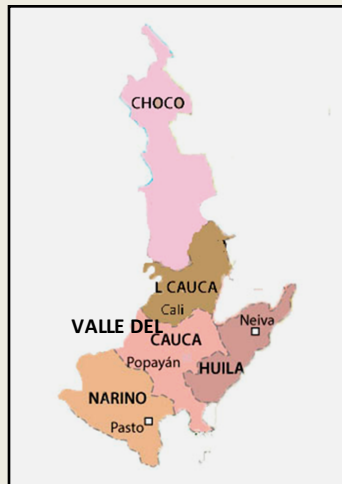 CHOCO
L CAUCA
Cali
Neiva
VALLE DEL
CAUCA
Popayán
HUILA
NARINO
Pasto